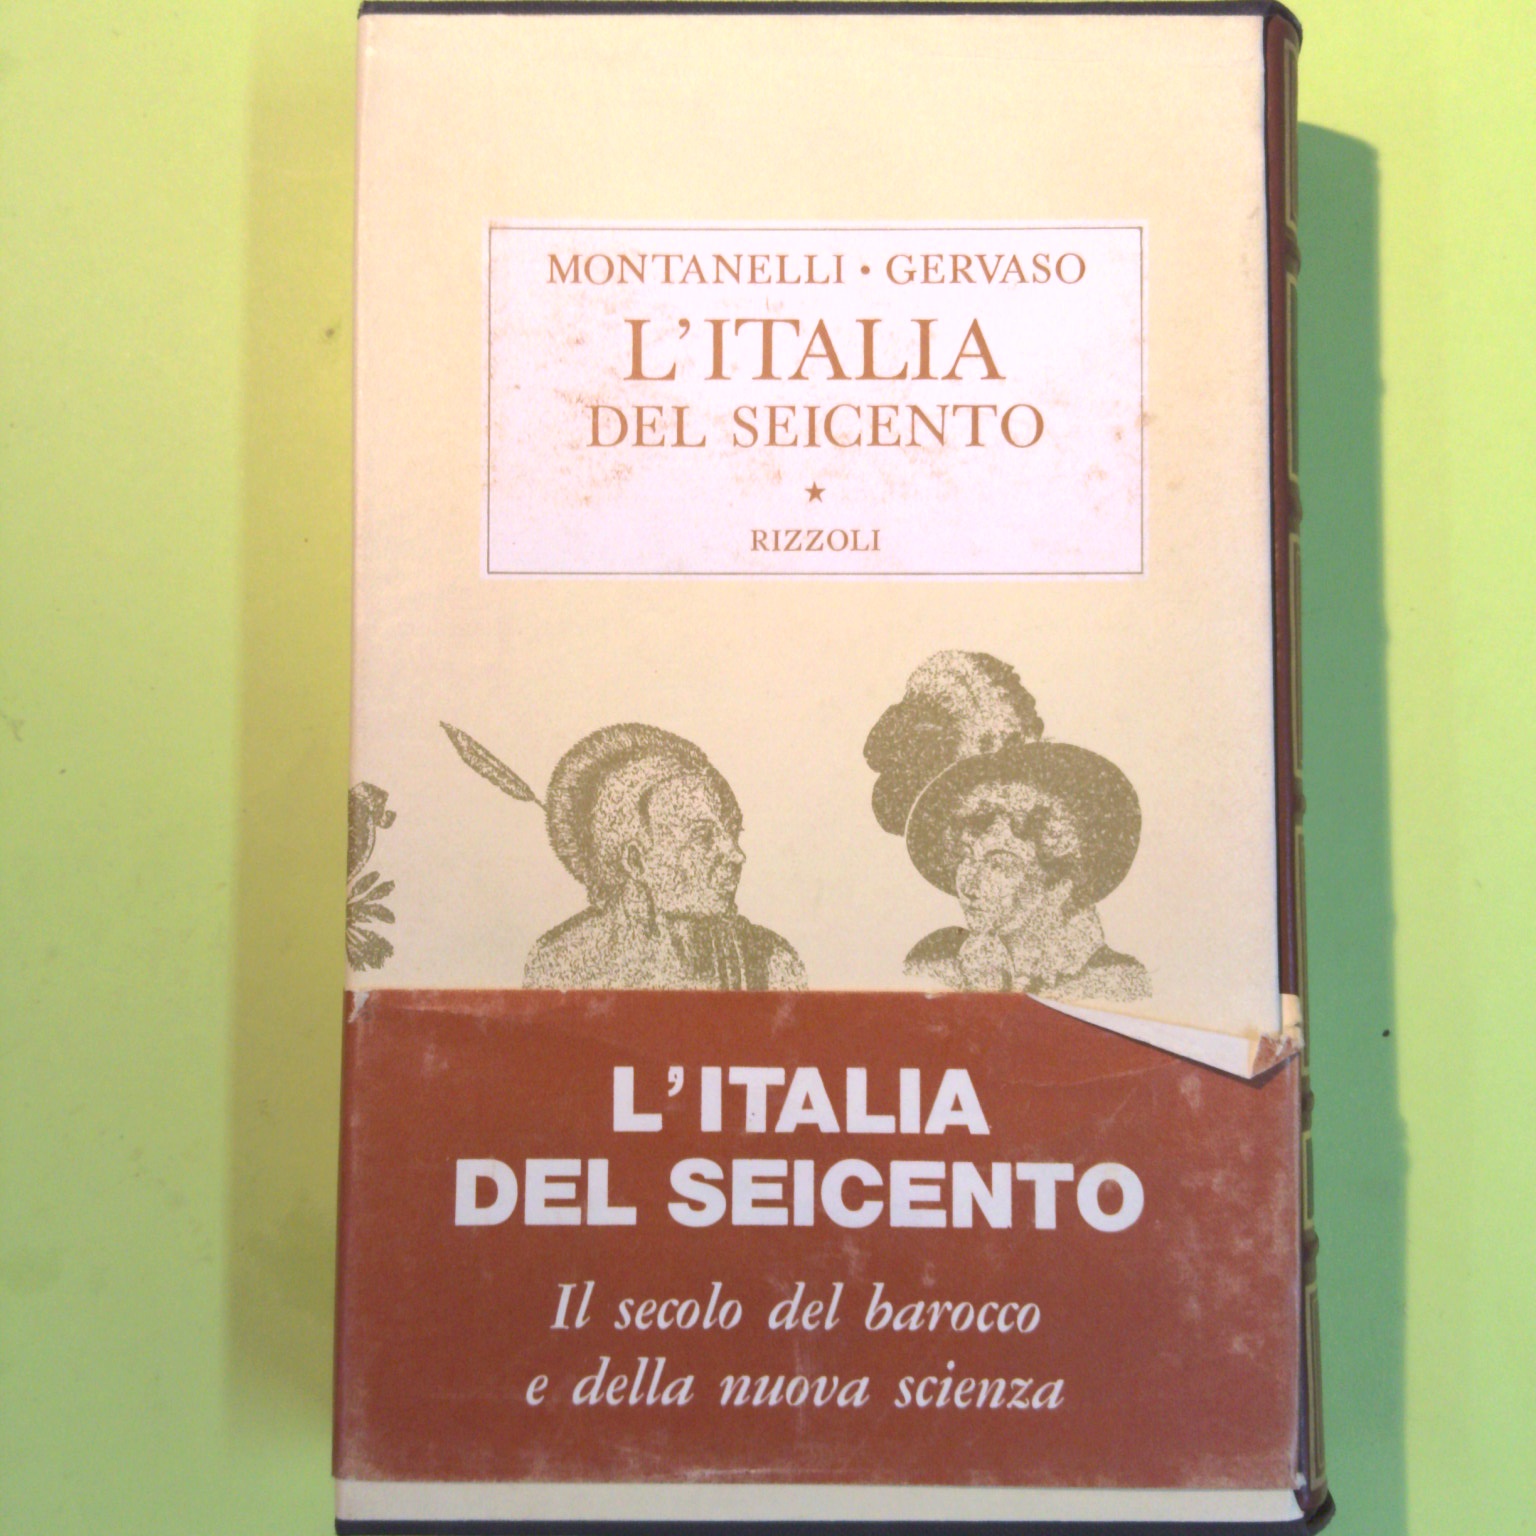 MONTANELLI • GERVASO
L'ITALIA
DEL SEICENTO
★
RIZZOLI
L'ITALIA
DEL SEICENTO
Il secolo del barocco
e della nuova scienza